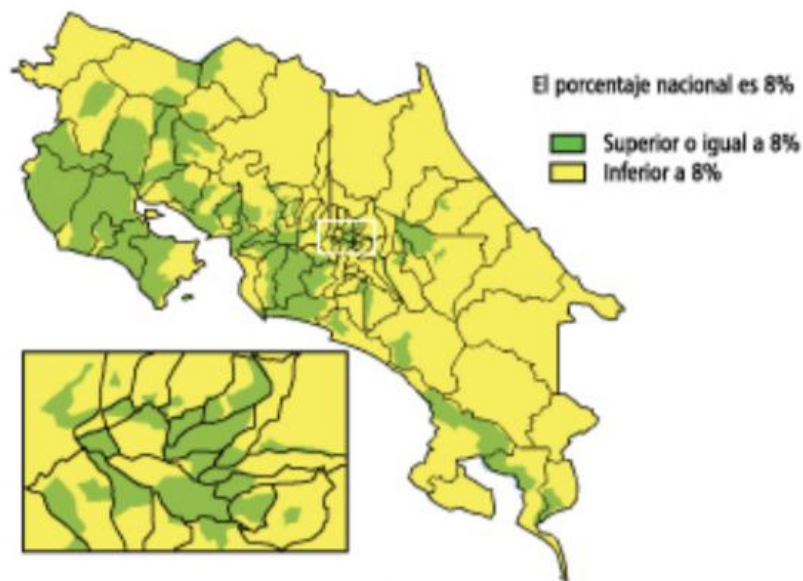 El porcentaje nacional es 8%
Superior o igual a 8%
Inferior a 8%